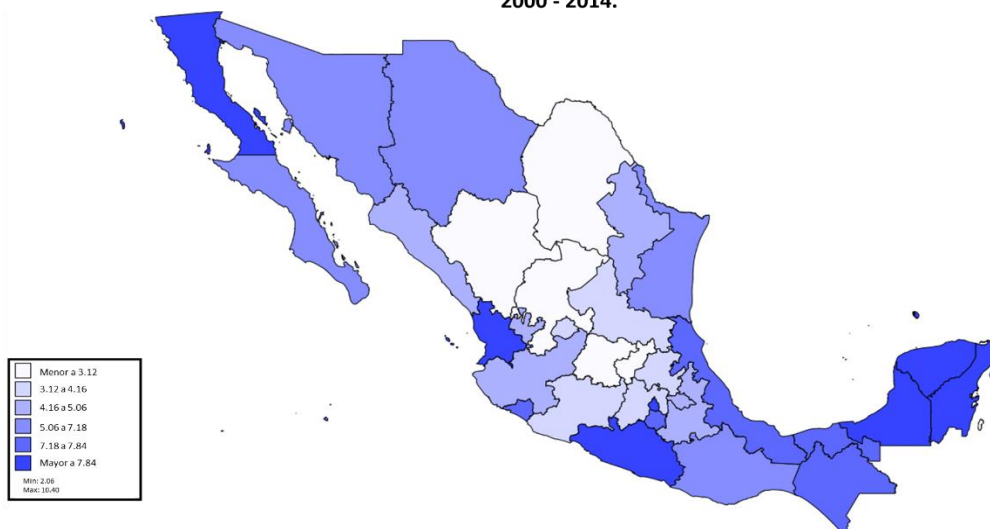 2000 - 2014.
Menor a 3.12
3.12 a 4.16
4.16 a 5.06
5.06 a 7.18
7.18 a 7.84
Mayor a 7.84
Min: 2.06
Max: 10.40